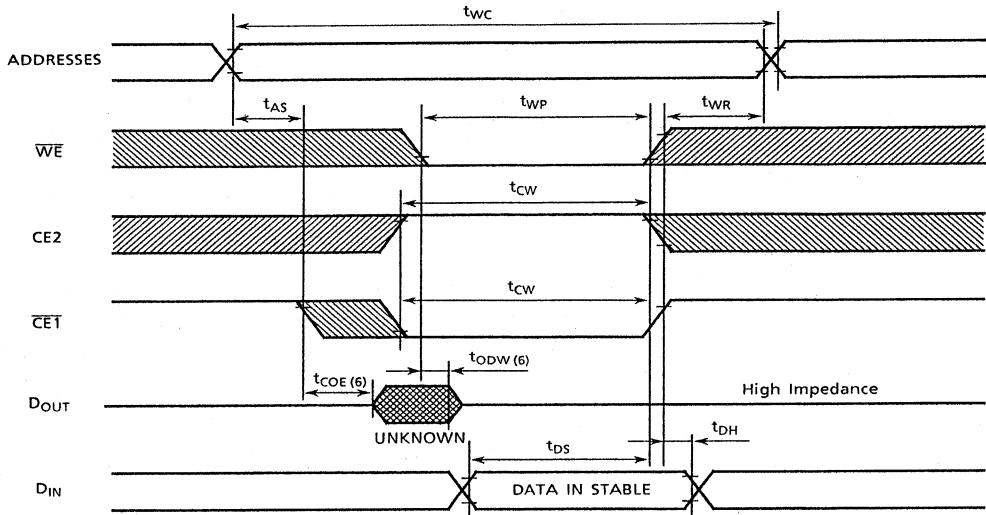 tWC
ADDRESSES
tAS
tWP
tWR
WE
tCW
CE2
tCW
CE1
tCOE (6)
tODW (6)
High Impedance
DOUT
UNKNOWN
tDS
tDH
DIN
DATA IN STABLE